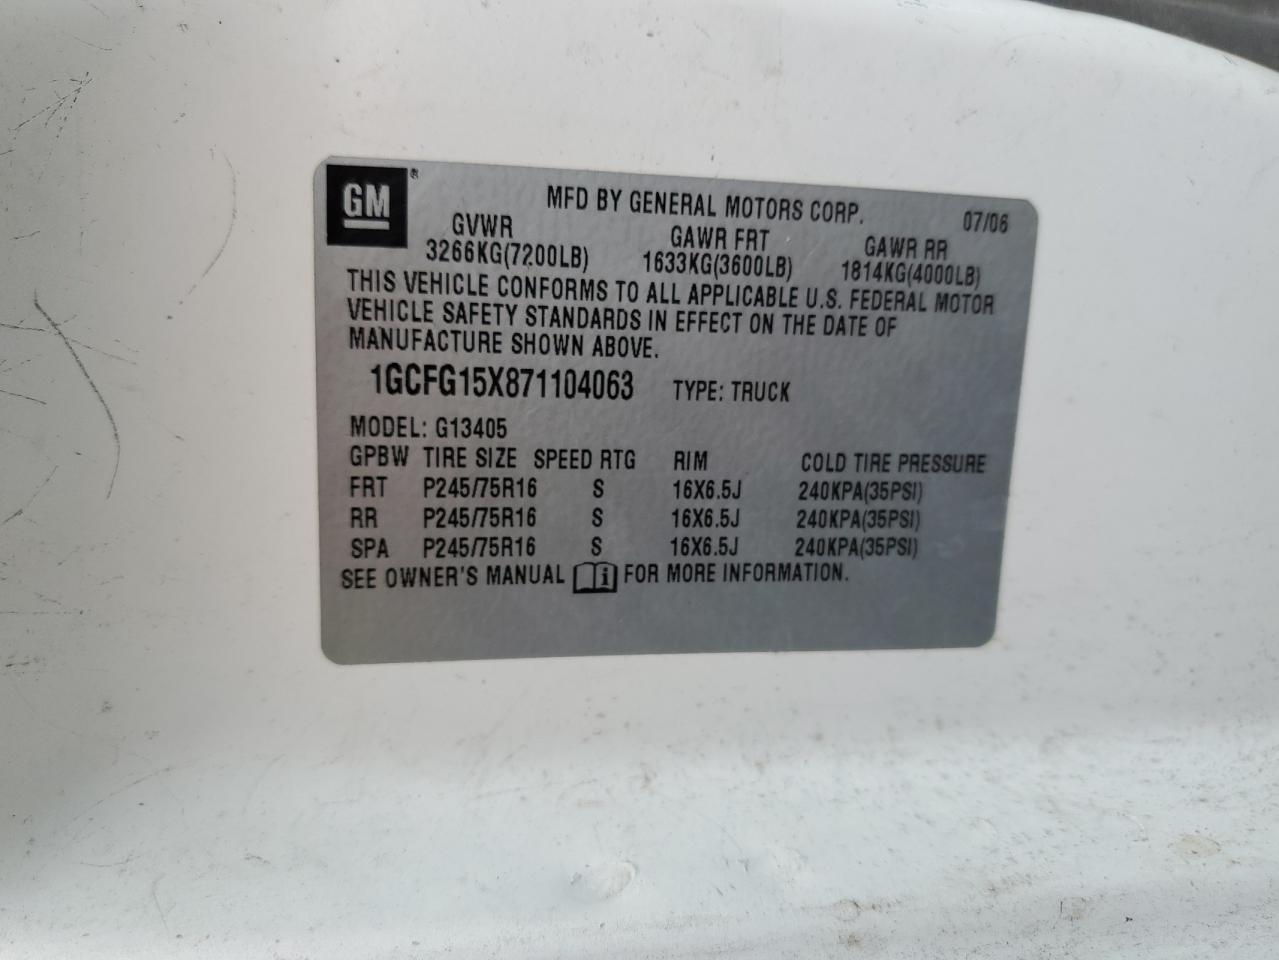 GM®
MFD BY GENERAL MOTORS CORP. 07/06
GVWR GAWR FRT GAWR RR
3266KG(7200LB) 1633KG(3600LB) 1814KG(4000LB)
THIS VEHICLE CONFORMS TO ALL APPLICABLE U.S. FEDERAL MOTOR
VEHICLE SAFETY STANDARDS IN EFFECT ON THE DATE OF
MANUFACTURE SHOWN ABOVE.
1GCFG15X871104063 TYPE: TRUCK
MODEL: G13405
GPBW TIRE SIZE SPEED RTG RIM COLD TIRE PRESSURE
FRT P245/75R16 S 16X6.5J 240KPA(35PSI)
RR P245/75R16 S 16X6.5J 240KPA(35PSI)
SPA P245/75R16 S 16X6.5J 240KPA(35PSI)
SEE OWNER'S MANUAL i FOR MORE INFORMATION.